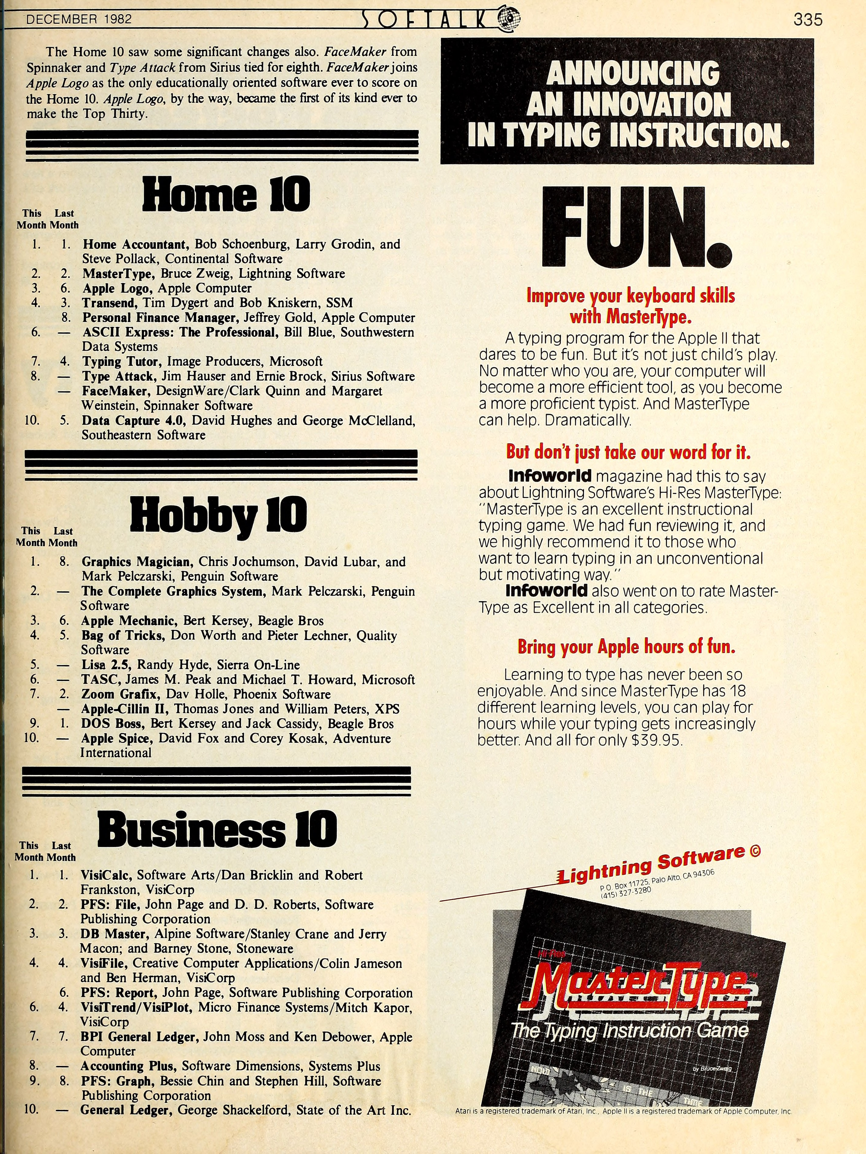 DECEMBER 1982
SOFTALK
335
The Home 10 saw some significant changes also. FaceMaker from
Spinnaker and Type Attack from Sirius tied for eighth. FaceMaker joins
Apple Logo as the only educationally oriented software ever to score on
the Home 10. Apple Logo, by the way, became the first of its kind ever to
make the Top Thirty.
Home 10
This Last
Month Month
1. 1. Home Accountant, Bob Schoenburg, Larry Grodin, and
Steve Pollack, Continental Software
2. 2. MasterType, Bruce Zweig, Lightning Software
3. 6. Apple Logo, Apple Computer
4. 3. Transend, Tim Dygert and Bob Kniskern, SSM
8. Personal Finance Manager, Jeffrey Gold, Apple Computer
6. — ASCII Express: The Professional, Bill Blue, Southwestern
Data Systems
7. 4. Typing Tutor, Image Producers, Microsoft
8. — Type Attack, Jim Hauser and Ernie Brock, Sirius Software
— FaceMaker, DesignWare/Clark Quinn and Margaret
Weinstein, Spinnaker Software
10. 5. Data Capture 4.0, David Hughes and George McClelland,
Southeastern Software
Hobby 10
This Last
Month Month
1. 8. Graphics Magician, Chris Jochumson, David Lubar, and
Mark Pelczarski, Penguin Software
2. — The Complete Graphics System, Mark Pelczarski, Penguin
Software
3. 6. Apple Mechanic, Bert Kersey, Beagle Bros
4. 5. Bag of Tricks, Don Worth and Pieter Lechner, Quality
Software
5. — Lisa 2.5, Randy Hyde, Sierra On-Line
6. — TASC, James M. Peak and Michael T. Howard, Microsoft
7. 2. Zoom Grafix, Dav Holle, Phoenix Software
— Apple-Cillin II, Thomas Jones and William Peters, XPS
9. 1. DOS Boss, Bert Kersey and Jack Cassidy, Beagle Bros
10. — Apple Spice, David Fox and Corey Kosak, Adventure
International
Business 10
This Last
Month Month
1. 1. VisiCalc, Software Arts/Dan Bricklin and Robert
Frankston, VisiCorp
2. 2. PFS: File, John Page and D. D. Roberts, Software
Publishing Corporation
3. 3. DB Master, Alpine Software/Stanley Crane and Jerry
Macon; and Barney Stone, Stoneware
4. 4. VisiFile, Creative Computer Applications/Colin Jameson
and Ben Herman, VisiCorp
6. PFS: Report, John Page, Software Publishing Corporation
6. 4. VisiTrend/VisiPlot, Micro Finance Systems/Mitch Kapor,
VisiCorp
7. 7. BPI General Ledger, John Moss and Ken Debower, Apple
Computer
8. — Accounting Plus, Software Dimensions, Systems Plus
9. 8. PFS: Graph, Bessie Chin and Stephen Hill, Software
Publishing Corporation
10. — General Ledger, George Shackelford, State of the Art Inc.
ANNOUNCING
AN INNOVATION
IN TYPING INSTRUCTION.
FUN.
Improve your keyboard skills
with MasterType.
A typing program for the Apple II that
dares to be fun. But it's not just child's play.
No matter who you are, your computer will
become a more efficient tool, as you become
a more proficient typist. And MasterType
can help. Dramatically.
But don't just take our word for it.
Infoworld magazine had this to say
about Lightning Software's Hi-Res MasterType:
"MasterType is an excellent instructional
typing game. We had fun reviewing it, and
we highly recommend it to those who
want to learn typing in an unconventional
but motivating way."
Infoworld also went on to rate Master-
Type as Excellent in all categories.
Bring your Apple hours of fun.
Learning to type has never been so
enjoyable. And since MasterType has 18
different learning levels, you can play for
hours while your typing gets increasingly
better. And all for only $39.95.
Lightning Software ©
P.O. Box 11725, Palo Alto, CA 94306
(415) 327-3280
MasterType
The Typing Instruction Game
by Bruce Zweig
NOW IS THE TIME
Atari is a registered trademark of Atari, Inc., Apple II is a registered trademark of Apple Computer, Inc.